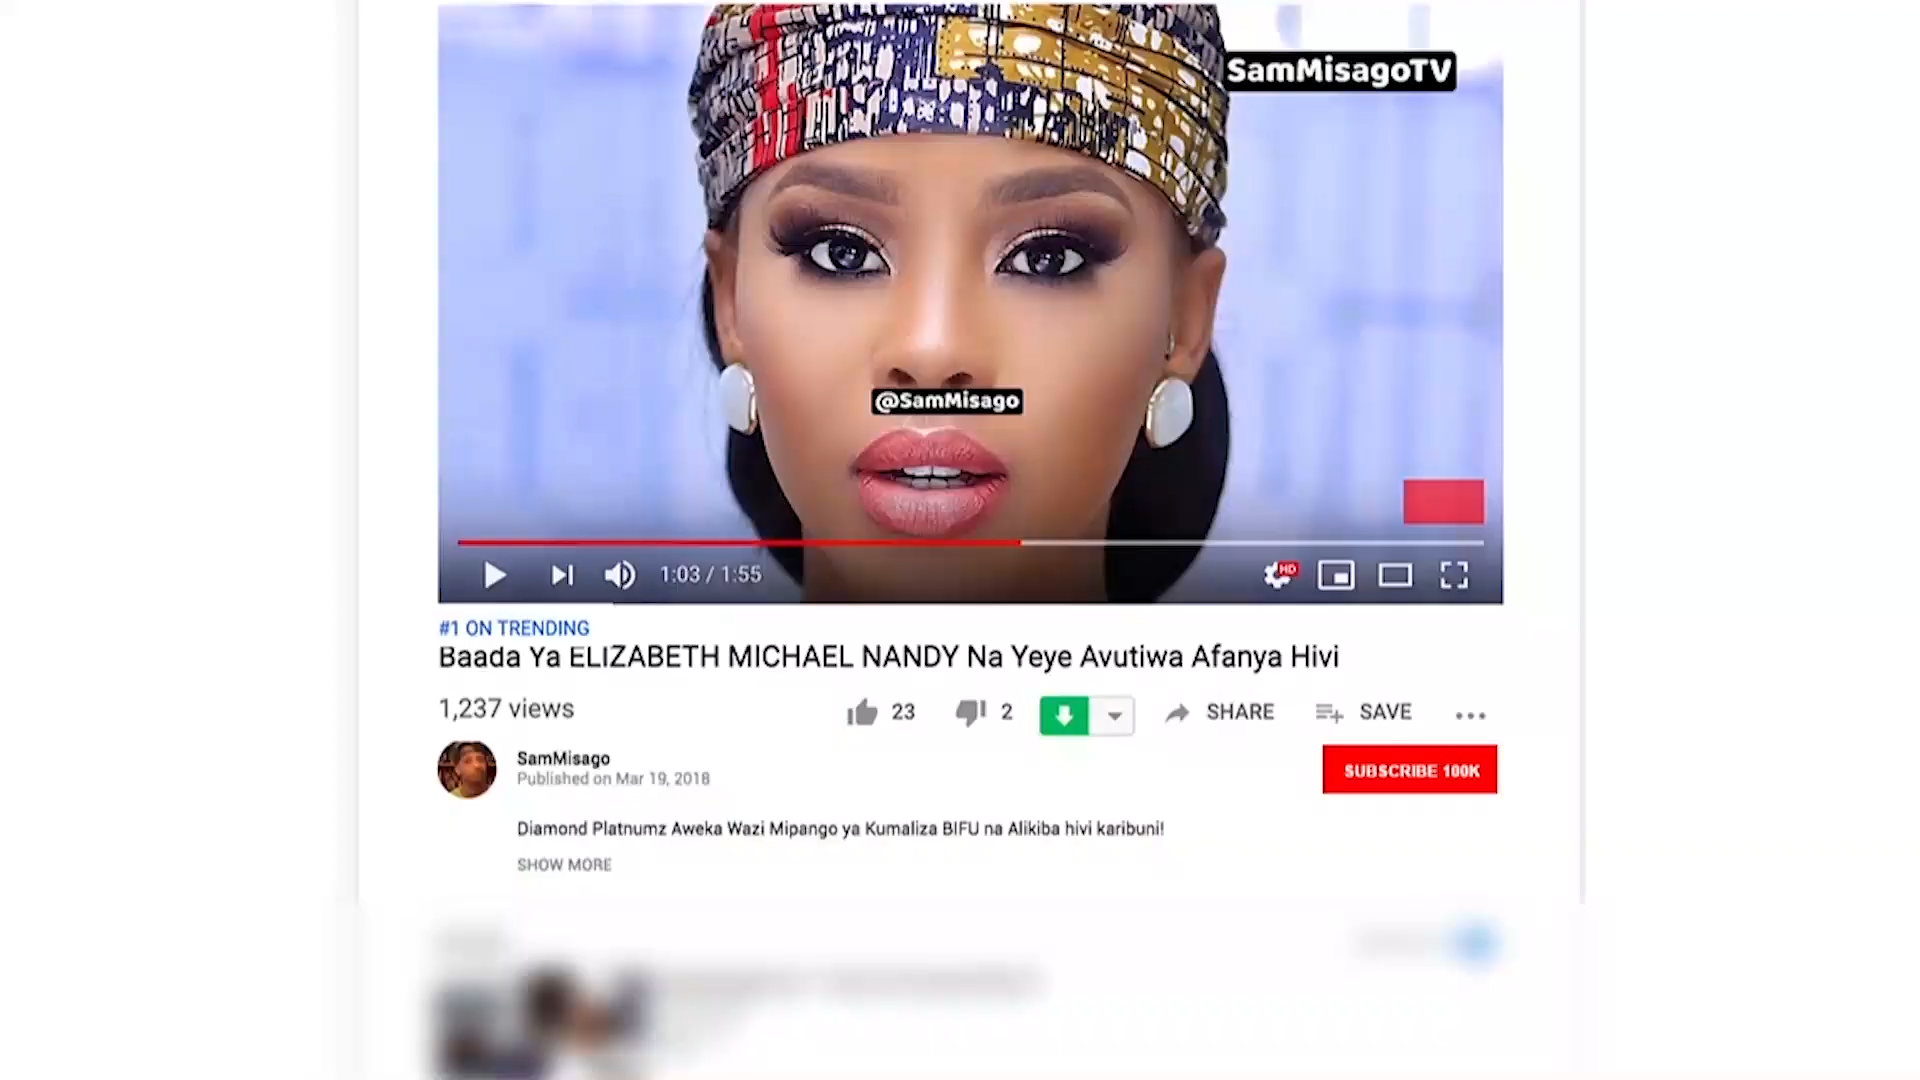 SamMisagoTV
@SamMisago
1:03 / 1:55
HD
#1 ON TRENDING
Baada Ya ELIZABETH MICHAEL NANDY Na Yeye Avutiwa Afanya Hivi
1,237 views
23
2
SHARE
SAVE
SamMisago
SUBSCRIBE 100K
Published on Mar 19, 2018
Diamond Platnumz Aweka Wazi Mipango ya Kumaliza BIFU na Alikiba hivi karibuni!
SHOW MORE